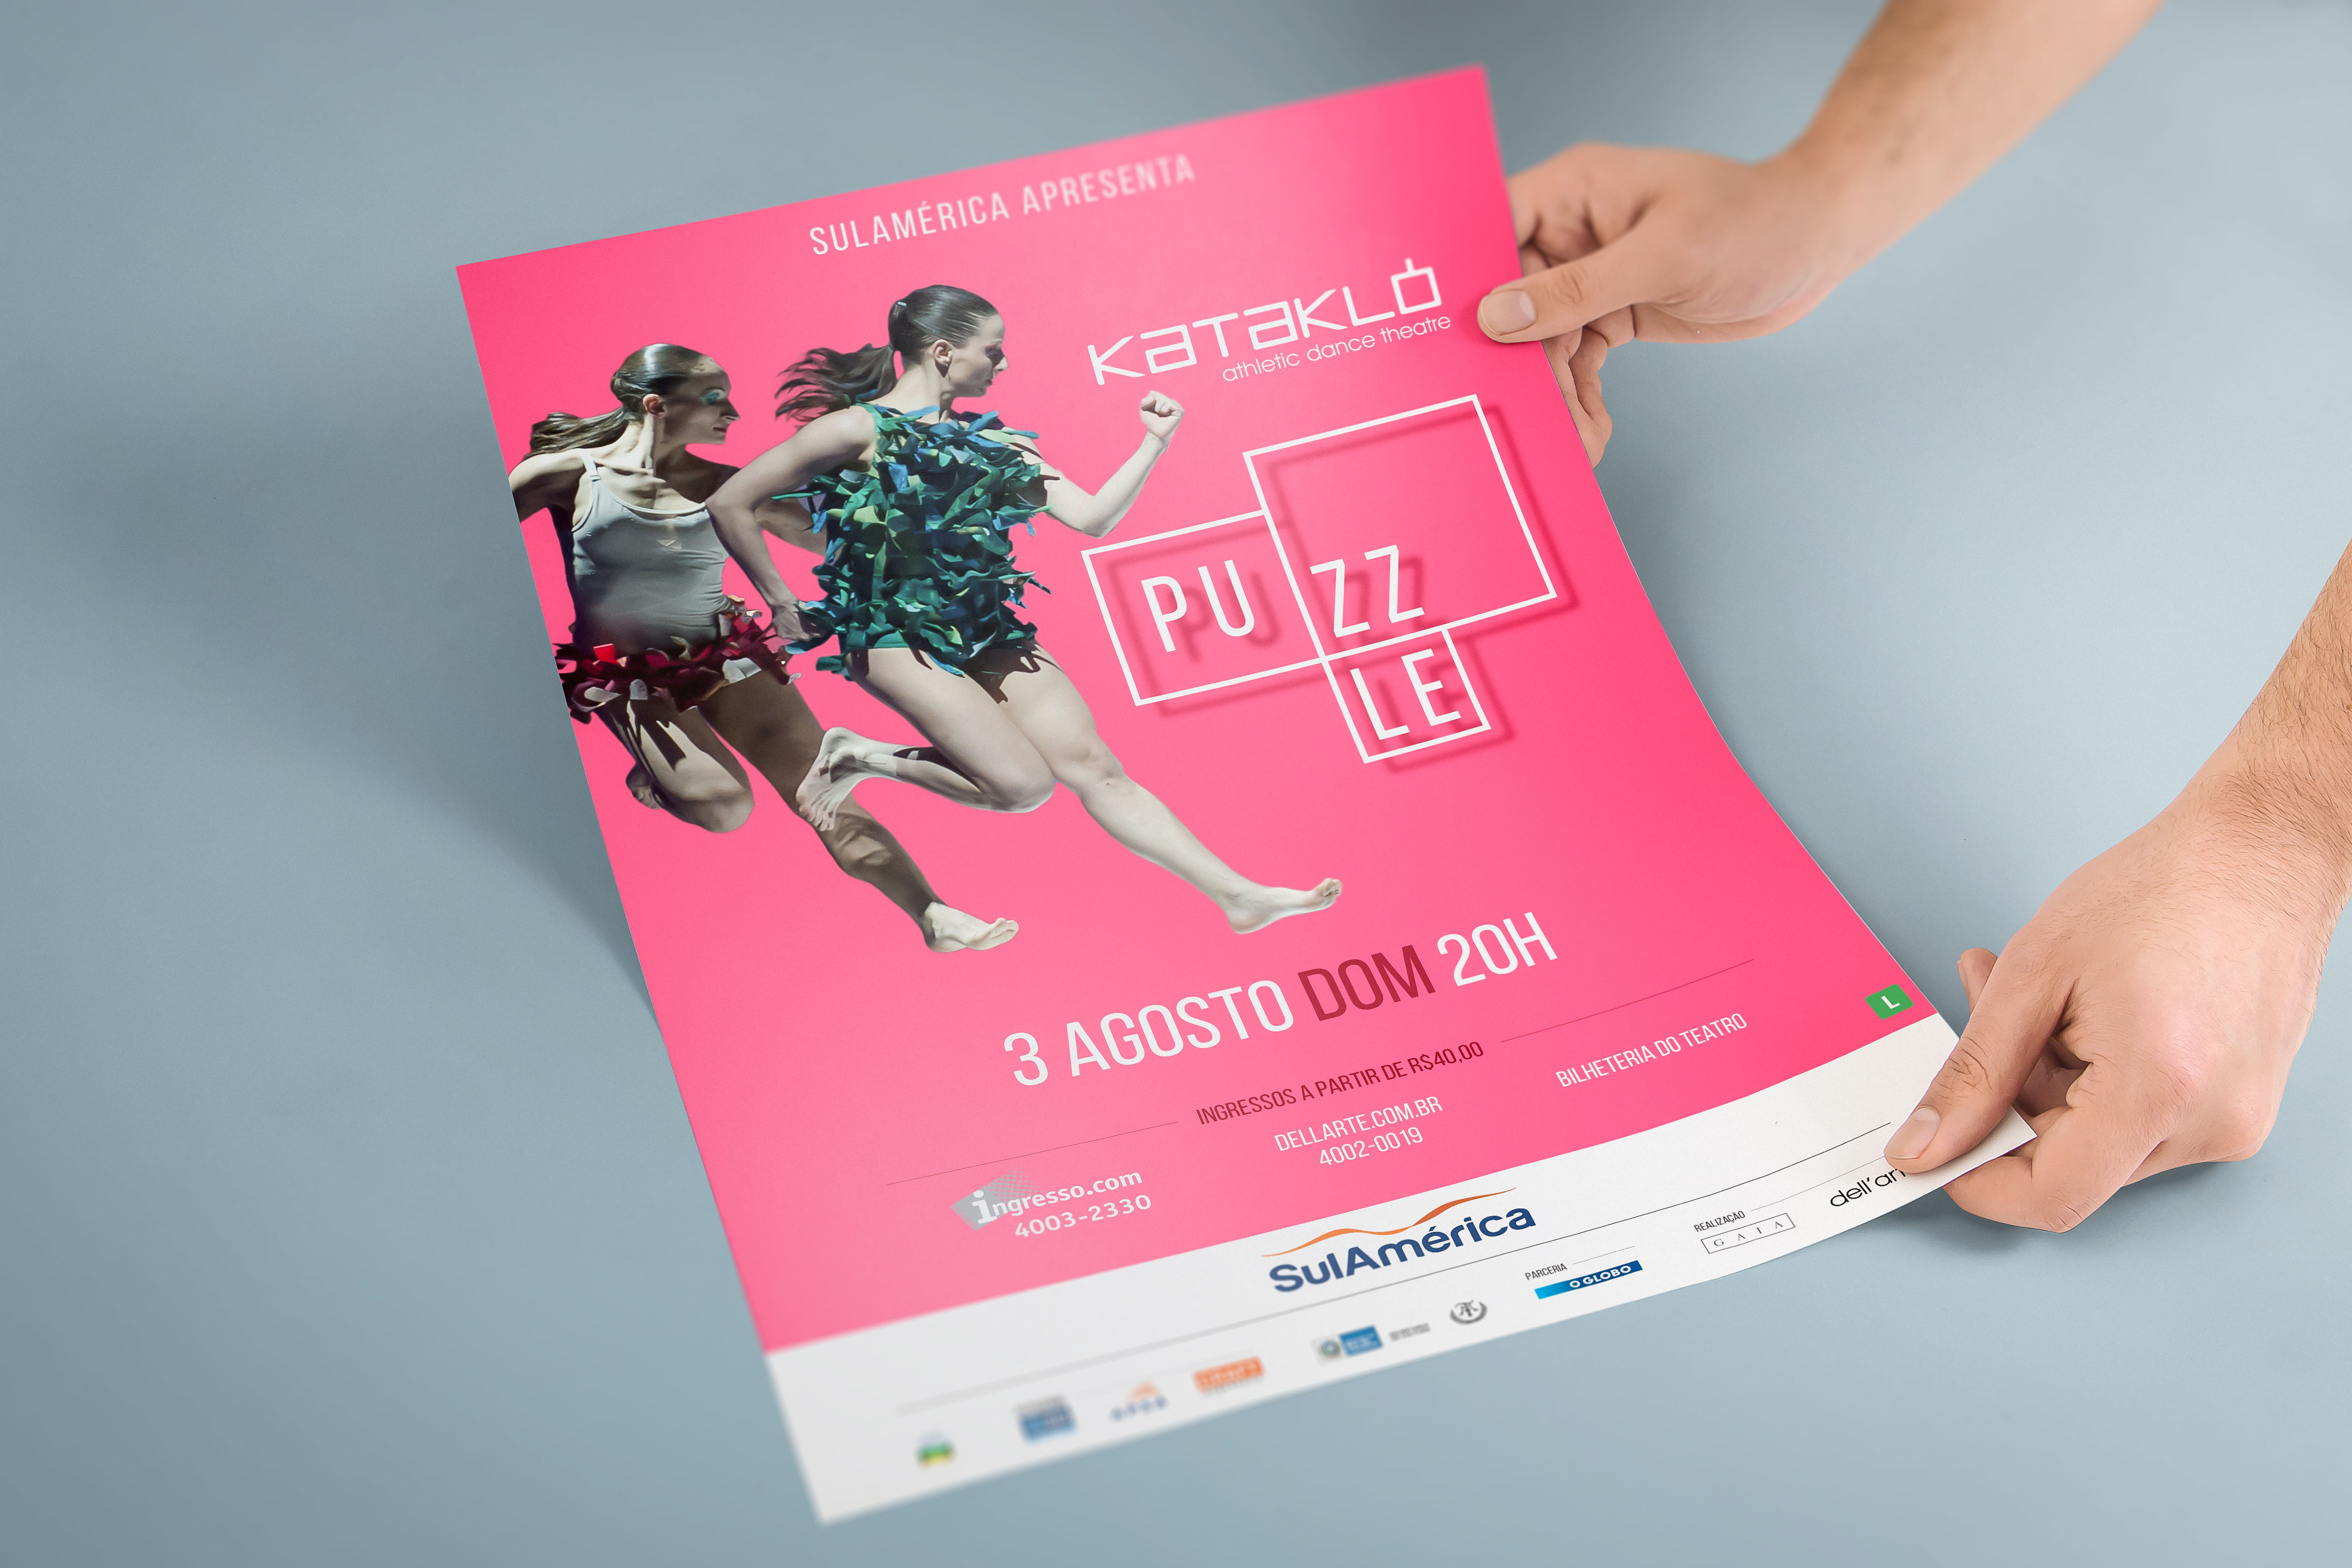 SULAMÉRICA APRESENTA
KATAKLÒ
athletic dance theatre
PU
ZZ
LE
3 AGOSTO DOM 20H
INGRESSOS A PARTIR DE R$40,00
ingresso.com
4003-2330
DELLARTE.COM.BR
4002-0019
BILHETERIA DO TEATRO
L
SulAmérica
PARCERIA
O GLOBO
REALIZAÇÃO
GAIA